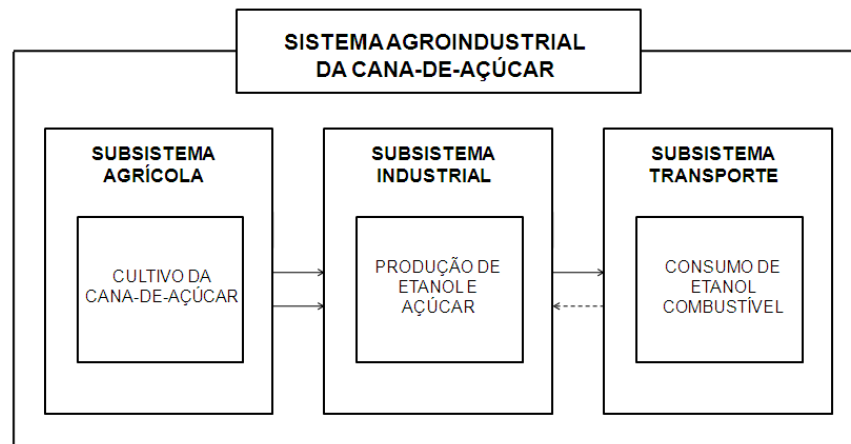 SISTEMA AGROINDUSTRIAL
DA CANA-DE-AÇÚCAR
SUBSISTEMA
AGRÍCOLA
CULTIVO DA
CANA-DE-AÇÚCAR
SUBSISTEMA
INDUSTRIAL
PRODUÇÃO DE
ETANOL E
AÇÚCAR
SUBSISTEMA
TRANSPORTE
CONSUMO DE
ETANOL
COMBUSTÍVEL